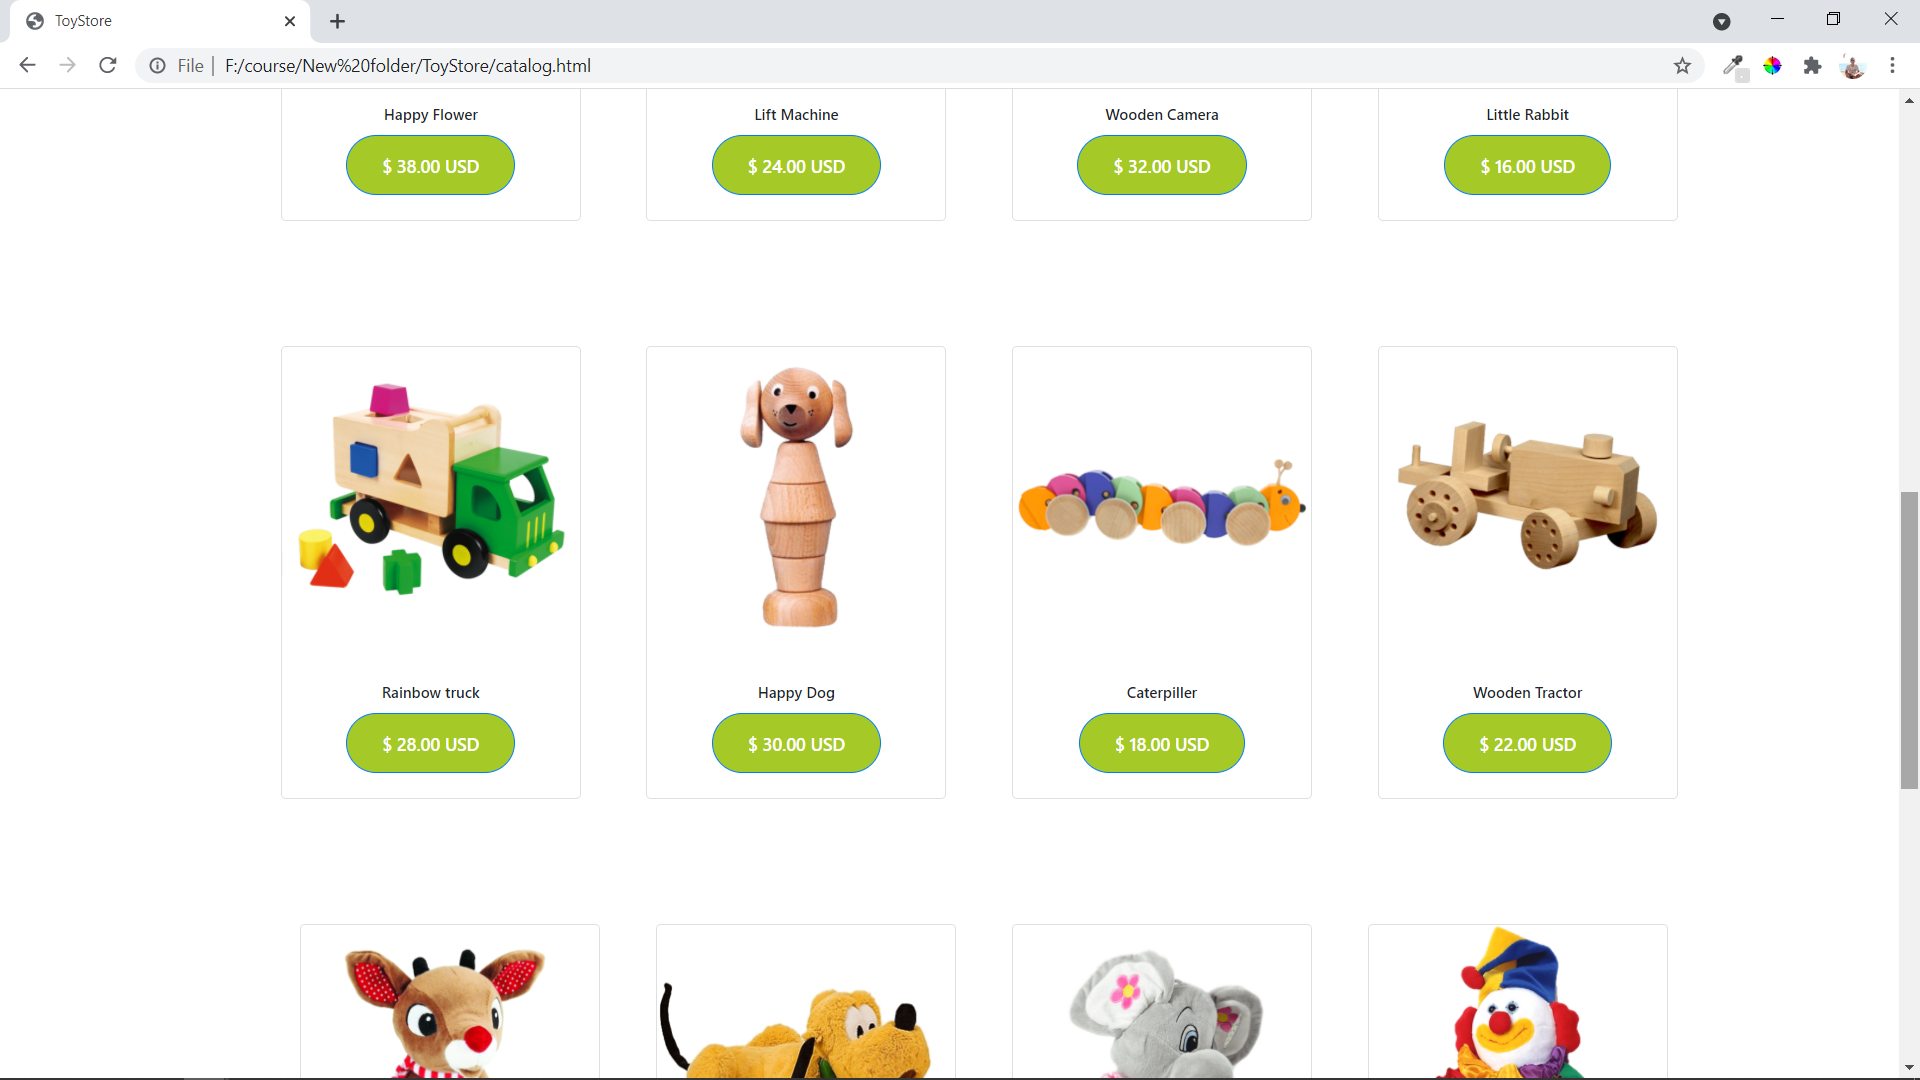 ToyStore
File | F:/course/New%20folder/ToyStore/catalog.html
Happy Flower Lift Machine Wooden Camera Little Rabbit
$ 38.00 USD $ 24.00 USD $ 32.00 USD $ 16.00 USD
Rainbow truck Happy Dog Caterpiller Wooden Tractor
$ 28.00 USD $ 30.00 USD $ 18.00 USD $ 22.00 USD